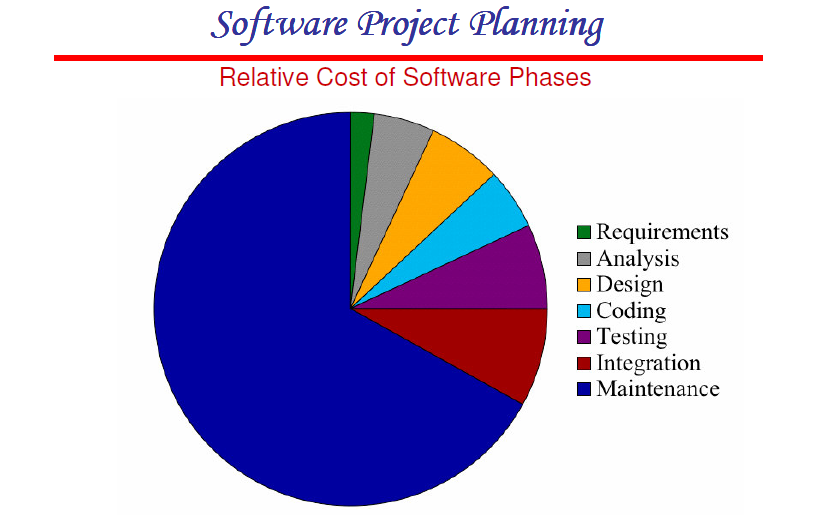 Software Project Planning
Relative Cost of Software Phases
Requirements
Analysis
Design
Coding
Testing
Integration
Maintenance